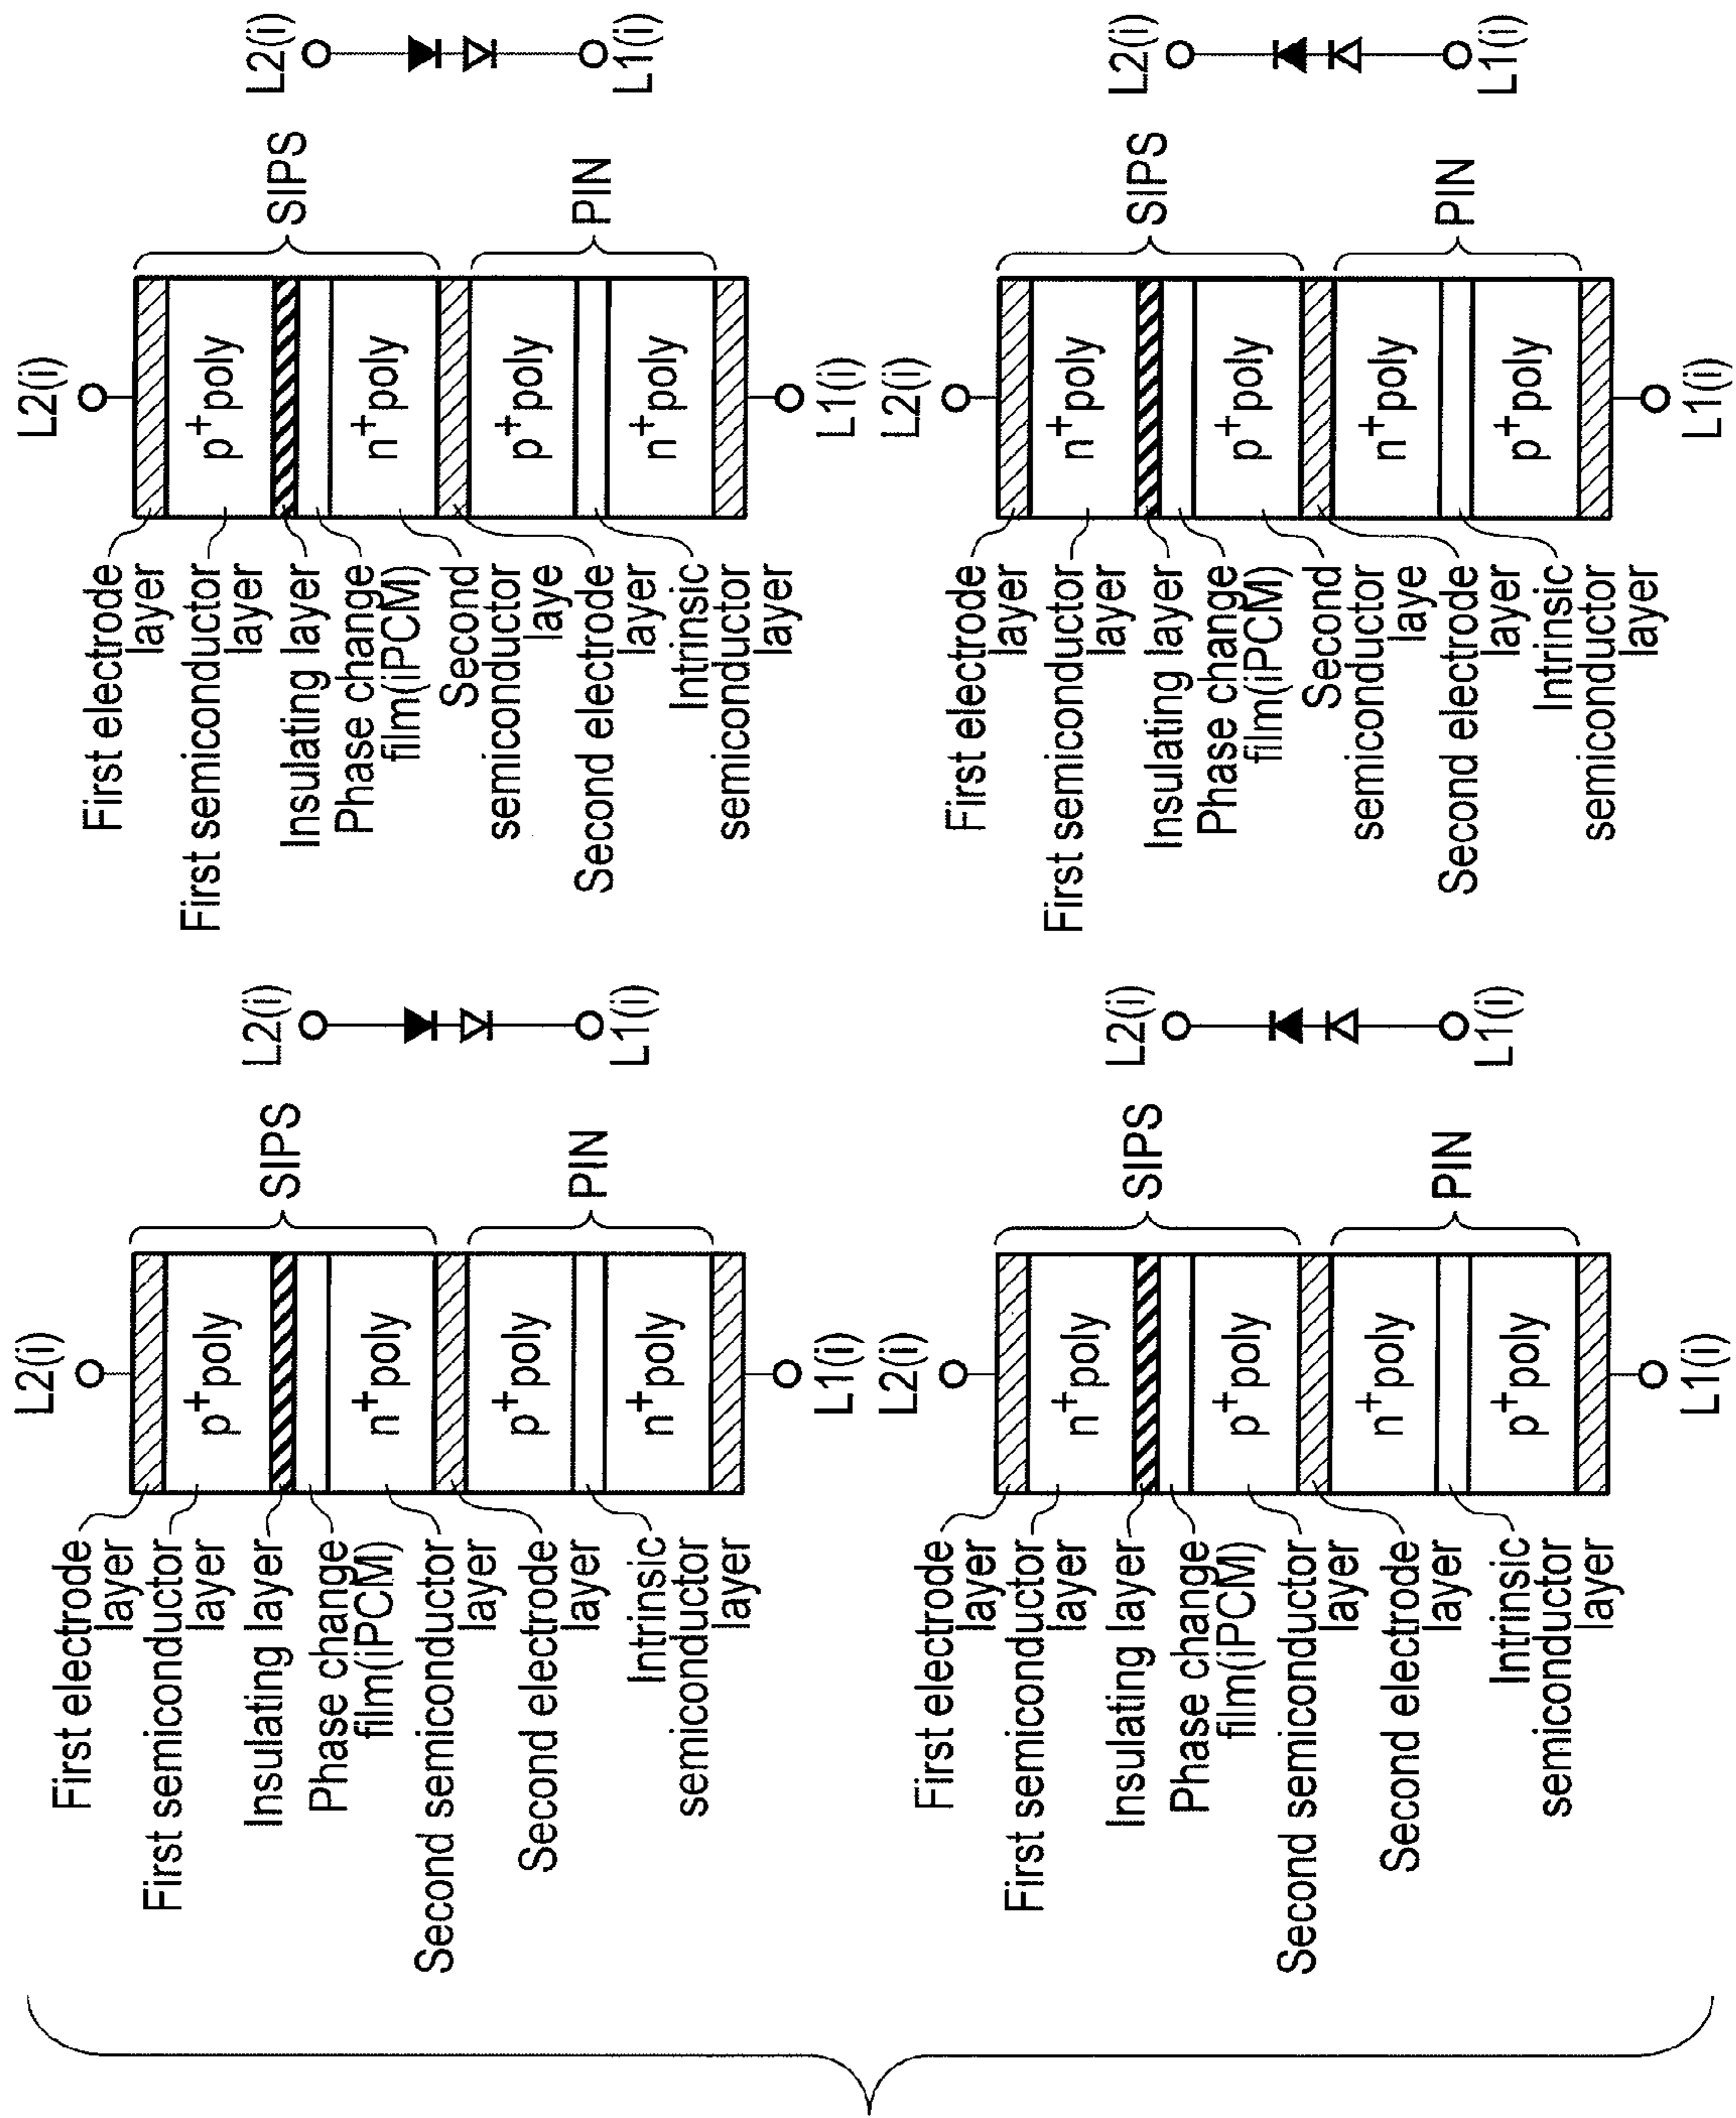 L2(i)
First electrode
layer
First semiconductor
layer
Insulating layer
Phase change
film(iPCM)
Second semiconductor
layer
Second electrode
layer
Intrinsic
semiconductor
layer
p+poly
n+poly
p+poly
n+poly
L1(i)
SIPS
PIN
L2(i)
L1(i)
L2(i)
First electrode
layer
First semiconductor
layer
Insulating layer
Phase change
film(iPCM)
Second
semiconductor
laye
Second electrode
layer
Intrinsic
semiconductor
layer
p+poly
n+poly
p+poly
n+poly
L1(i)
SIPS
PIN
L2(i)
L1(i)
L2(i)
First electrode
layer
First semiconductor
layer
Insulating layer
Phase change
film(iPCM)
Second semiconductor
layer
Second electrode
layer
Intrinsic
semiconductor
layer
n+poly
p+poly
n+poly
p+poly
L1(i)
SIPS
PIN
L2(i)
L1(i)
L2(i)
First electrode
layer
First semiconductor
layer
Insulating layer
Phase change
film(iPCM)
Second
semiconductor
laye
Second electrode
layer
Intrinsic
semiconductor
layer
n+poly
p+poly
n+poly
p+poly
L1(i)
SIPS
PIN
L2(i)
L1(i)